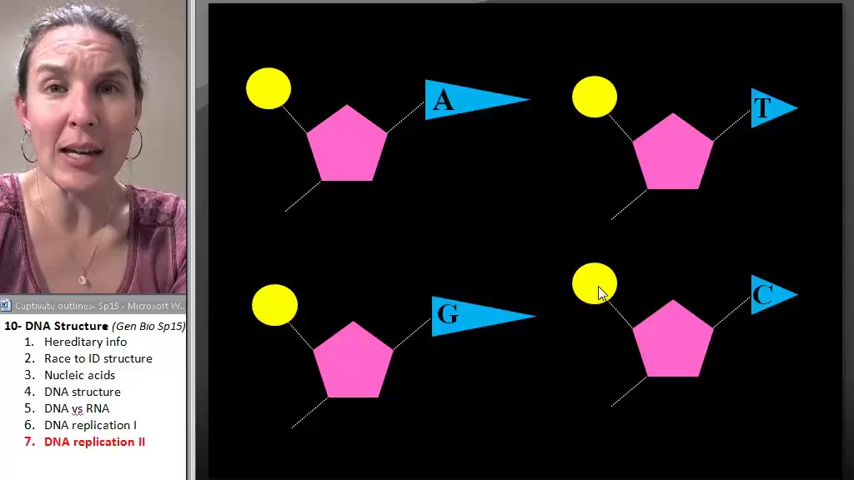 A
T
G
C
Captivate outlines- Sp15 - Microsoft W...
10- DNA Structure (Gen Bio Sp15)
1. Hereditary info
2. Race to ID structure
3. Nucleic acids
4. DNA structure
5. DNA vs RNA
6. DNA replication I
7. DNA replication II